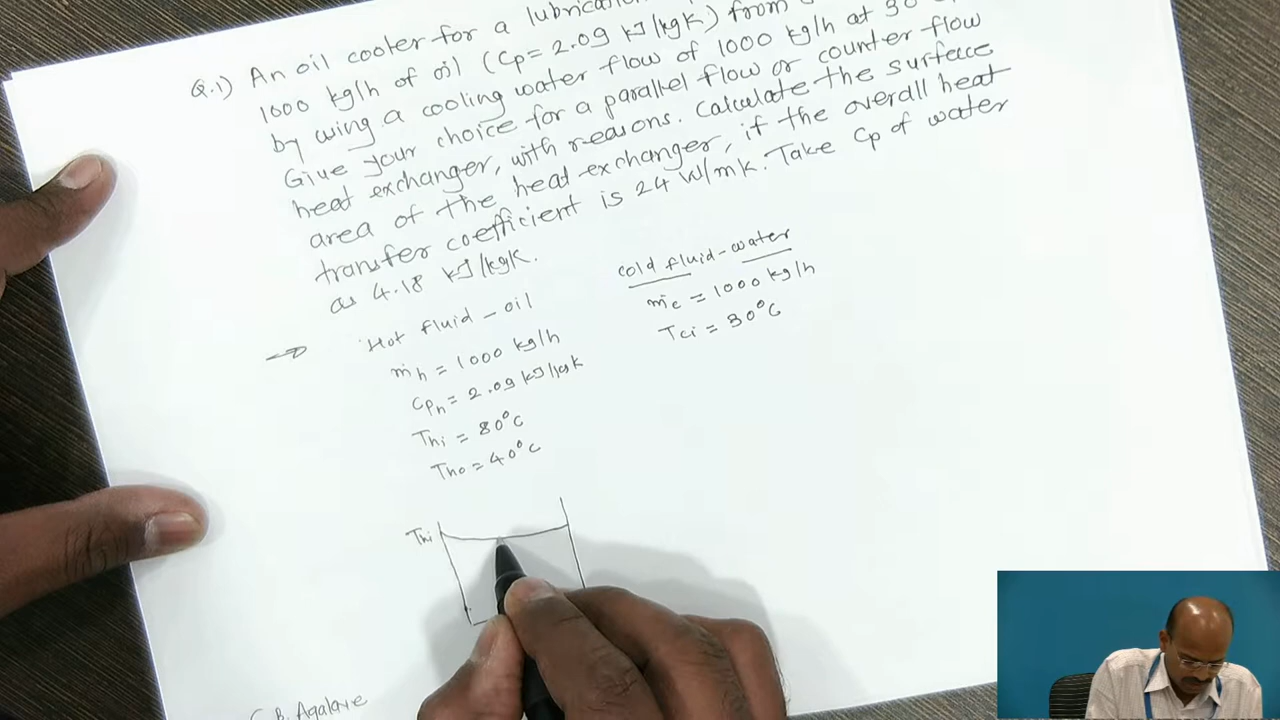 Q.1) An oil cooler for a lubrication
1000 kg/h of oil (Cp= 2.09 kJ/kgK) from
by using a cooling water flow of 1000 kg/h at 30
Give your choice for a parallel flow or counter flow
heat exchanger, with reasons. Calculate the surface
area of the heat exchanger, if the overall heat
transfer coefficient is 24 W/mk. Take Cp of water
as 4.18 kJ/kgK.
Hot fluid - oil
ṁh = 1000 kg/h
Cph = 2.09 kJ/kgK
Thi = 80°C
Tho = 40°C
cold fluid-water
ṁc = 1000 kg/h
Tci = 30°C
Thi
C.B. Agalave